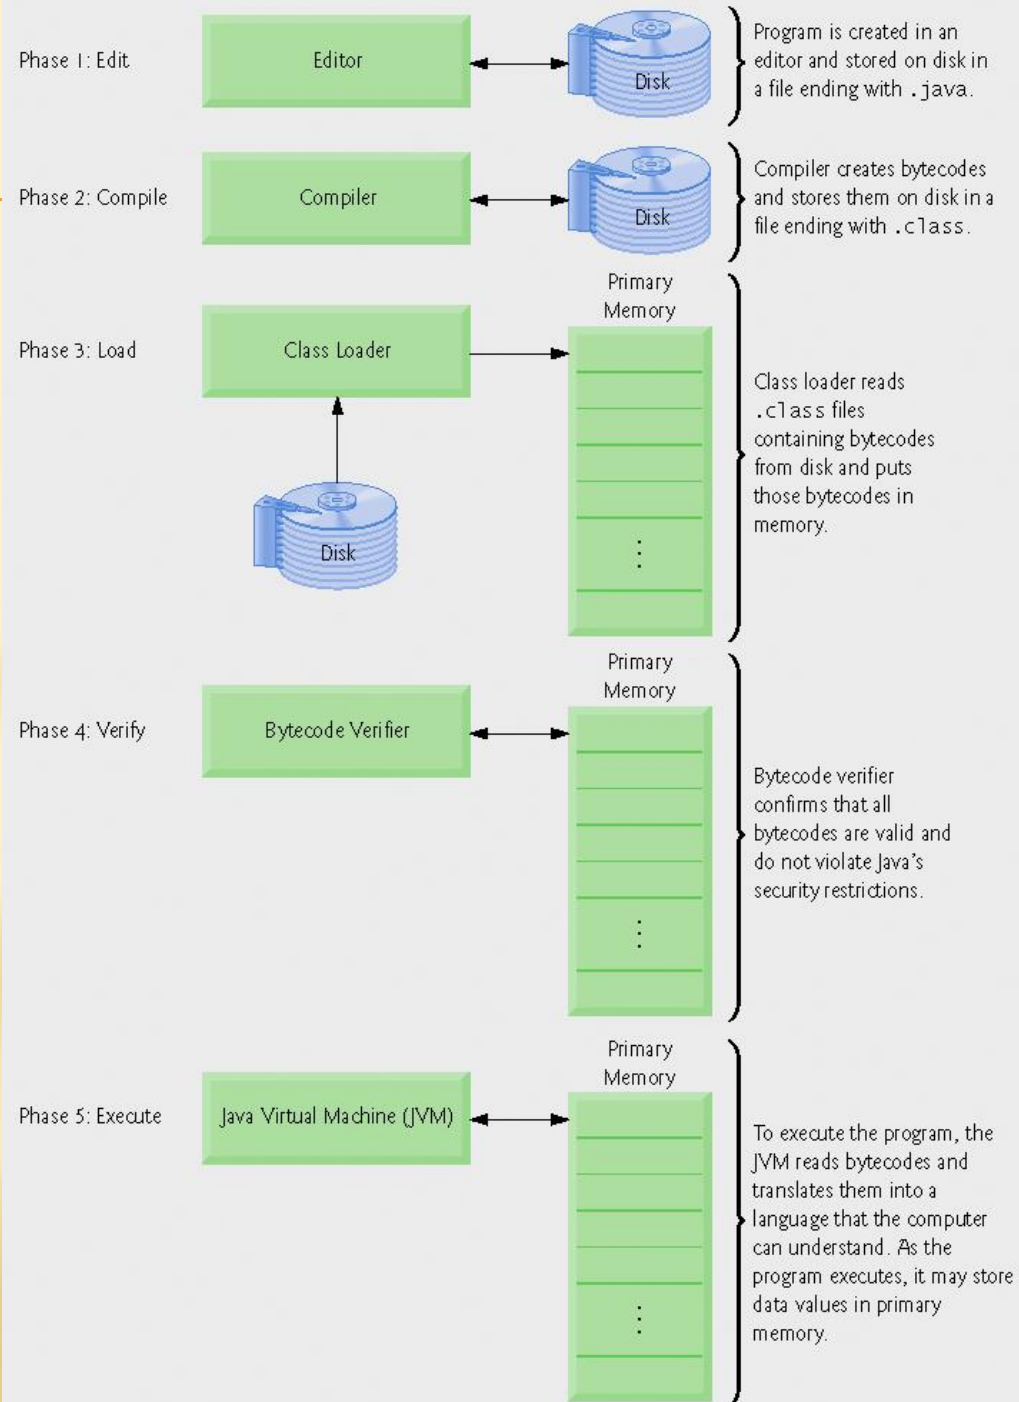 Phase 1: Edit
Editor
Disk
Program is created in an
editor and stored on disk in
a file ending with .java.
Phase 2: Compile
Compiler
Disk
Compiler creates bytecodes
and stores them on disk in a
file ending with .class.
Primary
Memory
Phase 3: Load
Class Loader
Disk
Class loader reads
.class files
containing bytecodes
from disk and puts
those bytecodes in
memory.
Primary
Memory
Phase 4: Verify
Bytecode Verifier
Bytecode verifier
confirms that all
bytecodes are valid and
do not violate Java's
security restrictions.
Primary
Memory
Phase 5: Execute
Java Virtual Machine (JVM)
To execute the program, the
JVM reads bytecodes and
translates them into a
language that the computer
can understand. As the
program executes, it may store
data values in primary
memory.